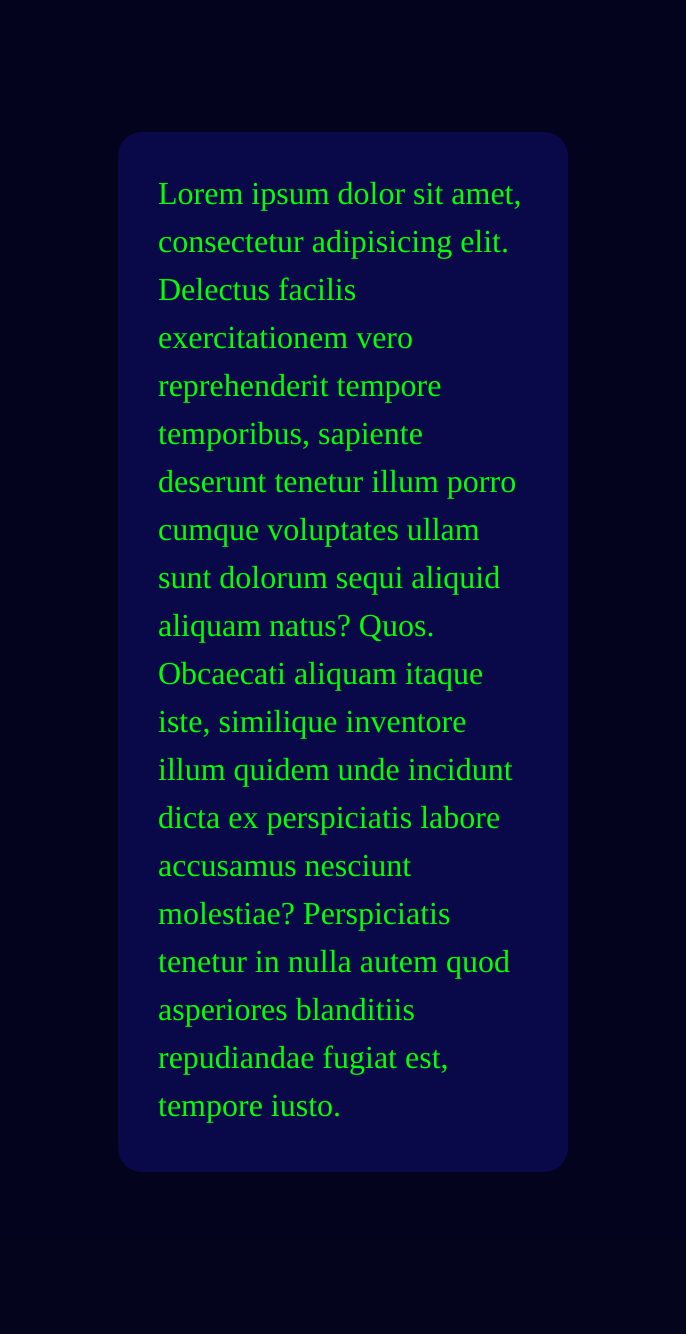 Lorem ipsum dolor sit amet,
consectetur adipisicing elit.
Delectus facilis
exercitationem vero
reprehenderit tempore
temporibus, sapiente
deserunt tenetur illum porro
cumque voluptates ullam
sunt dolorum sequi aliquid
aliquam natus? Quos.
Obcaecati aliquam itaque
iste, similique inventore
illum quidem unde incidunt
dicta ex perspiciatis labore
accusamus nesciunt
molestiae? Perspiciatis
tenetur in nulla autem quod
asperiores blanditiis
repudiandae fugiat est,
tempore iusto.